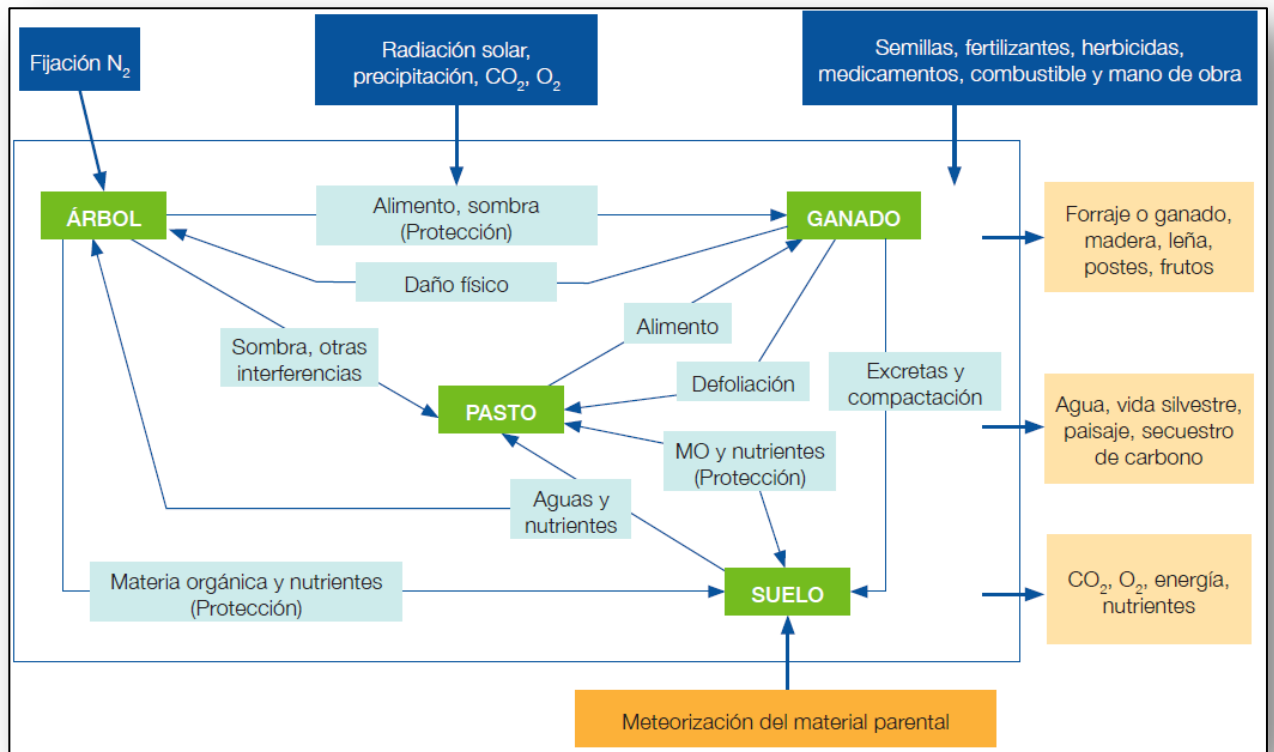 Fijación N₂
Radiación solar,
precipitación, CO₂, O₂
Semillas, fertilizantes, herbicidas,
medicamentos, combustible y mano de obra
ÁRBOL
Alimento, sombra
(Protección)
GANADO
Forraje o ganado,
madera, leña,
postes, frutos
Daño físico
Alimento
Sombra, otras
interferencias
Defoliación
Excretas y
compactación
PASTO
Agua, vida silvestre,
paisaje, secuestro
de carbono
MO y nutrientes
(Protección)
Aguas y
nutrientes
Materia orgánica y nutrientes
(Protección)
SUELO
CO₂, O₂, energía,
nutrientes
Meteorización del material parental